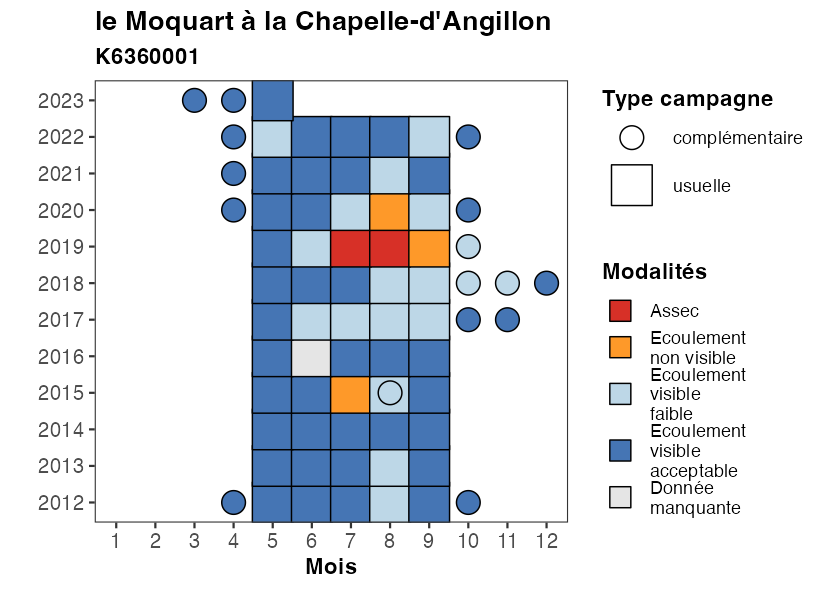 le Moquart à la Chapelle-d'Angillon
K6360001
2023
2022
2021
2020
2019
2018
2017
2016
2015
2014
2013
2012
1 2 3 4 5 6 7 8 9 10 11 12
Mois
Type campagne
complémentaire
usuelle
Modalités
Assec
Ecoulement
non visible
Ecoulement
visible
faible
Ecoulement
visible
acceptable
Donnée
manquante